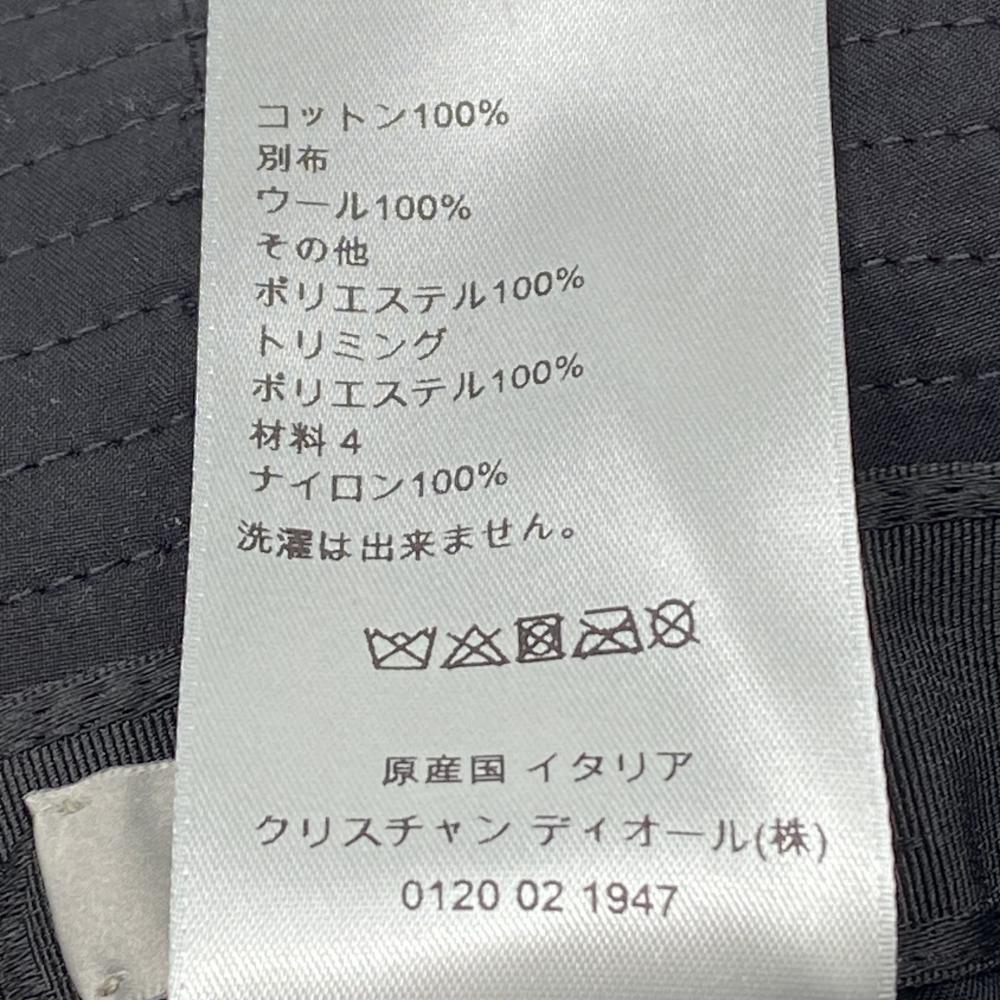 コットン100%
別布
ウール100%
その他
ポリエステル100%
トリミング
ポリエステル100%
材料 4
ナイロン100%
洗濯は出来ません。
原産国 イタリア
クリスチャン ディオール(株)
0120 02 1947